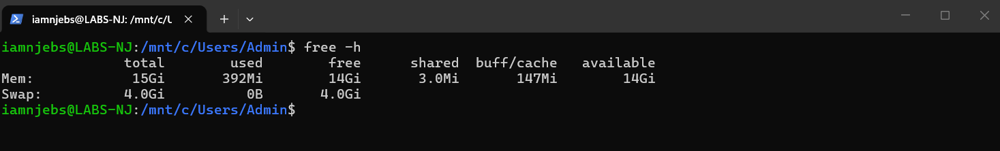 iamnjebs@LABS-NJ: /mnt/c/L
iamnjebs@LABS-NJ:/mnt/c/Users/Admin$ free -h
total used free shared buff/cache available
Mem: 15Gi 392Mi 14Gi 3.0Mi 147Mi 14Gi
Swap: 4.0Gi 0B 4.0Gi
iamnjebs@LABS-NJ:/mnt/c/Users/Admin$